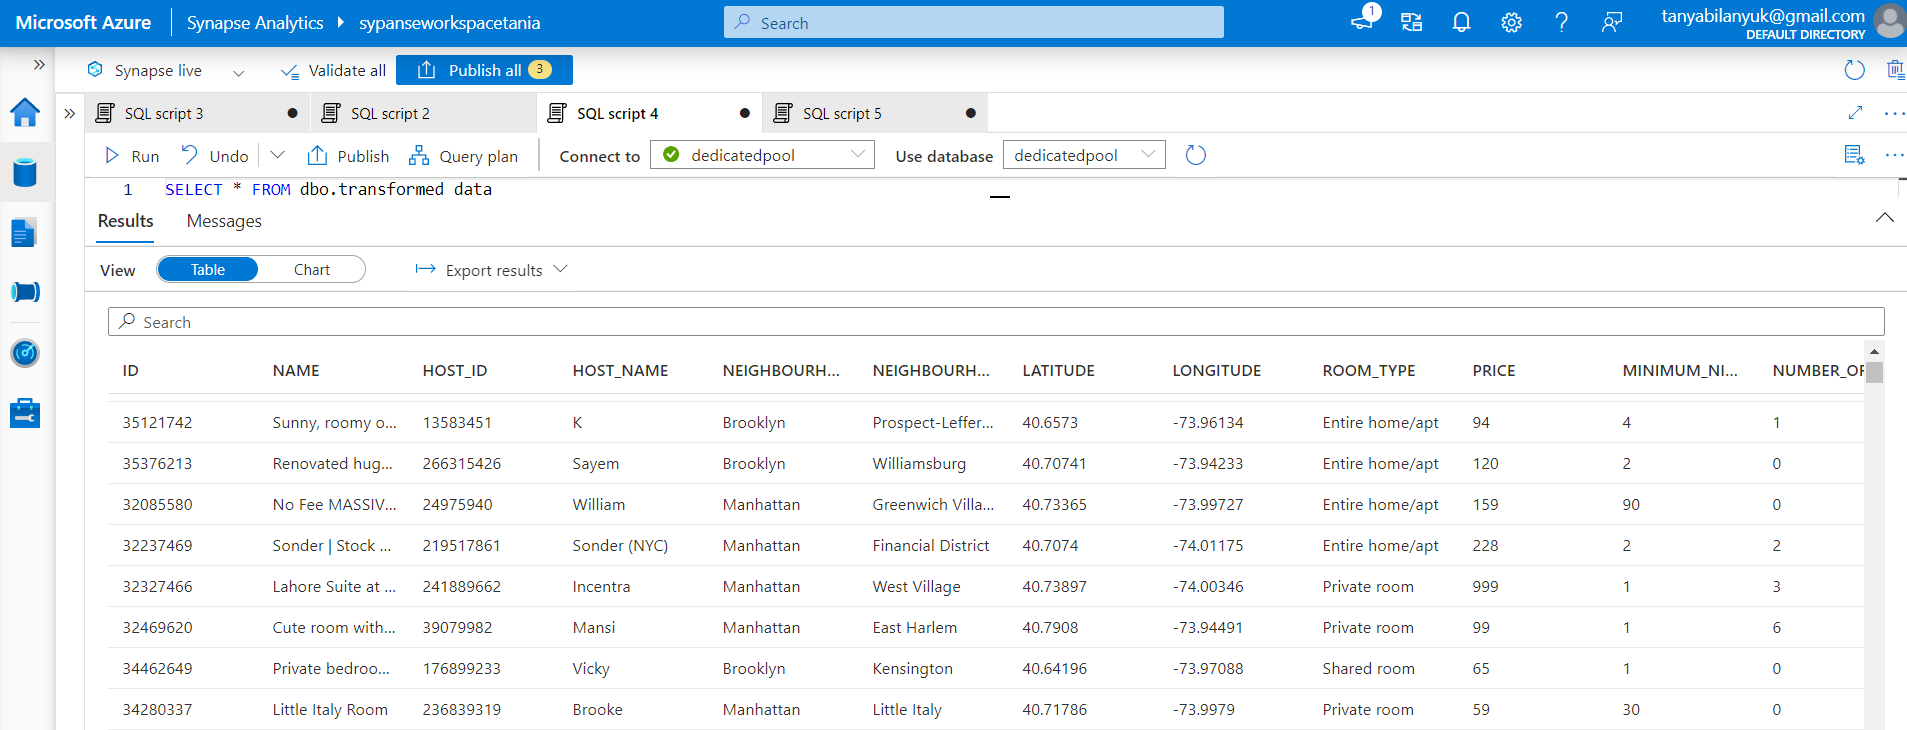 Microsoft Azure Synapse Analytics sypanseworkspacetania Search 1 tanyabilanyuk@gmail.com
DEFAULT DIRECTORY
Synapse live Validate all Publish all 3
SQL script 3 SQL script 2 SQL script 4 SQL script 5
Run Undo Publish Query plan Connect to dedicatedpool Use database dedicatedpool
1 SELECT * FROM dbo.transformed data
Results Messages
View Table Chart Export results
Search
ID NAME HOST_ID HOST_NAME NEIGHBOURH... NEIGHBOURH... LATITUDE LONGITUDE ROOM_TYPE PRICE MINIMUM_NI... NUMBER_OF
35121742 Sunny, roomy o... 13583451 K Brooklyn Prospect-Leffer... 40.6573 -73.96134 Entire home/apt 94 4 1
35376213 Renovated hug... 266315426 Sayem Brooklyn Williamsburg 40.70741 -73.94233 Entire home/apt 120 2 0
32085580 No Fee MASSIV... 24975940 William Manhattan Greenwich Villa... 40.73365 -73.99727 Entire home/apt 159 90 0
32237469 Sonder | Stock ... 219517861 Sonder (NYC) Manhattan Financial District 40.7074 -74.01175 Entire home/apt 228 2 2
32327466 Lahore Suite at ... 241889662 Incentra Manhattan West Village 40.73897 -74.00346 Private room 999 1 3
32469620 Cute room with... 39079982 Mansi Manhattan East Harlem 40.7908 -73.94491 Private room 99 1 6
34462649 Private bedroo... 176899233 Vicky Brooklyn Kensington 40.64196 -73.97088 Shared room 65 1 0
34280337 Little Italy Room 236839319 Brooke Manhattan Little Italy 40.71786 -73.9979 Private room 59 30 0